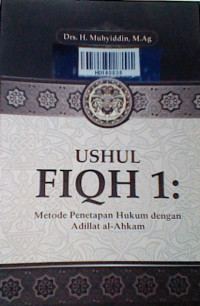 Drs. H. Muhyiddin, M.Ag
USHUL
FIQH 1:
Metode Penetapan Hukum dengan
Adillat al-Ahkam